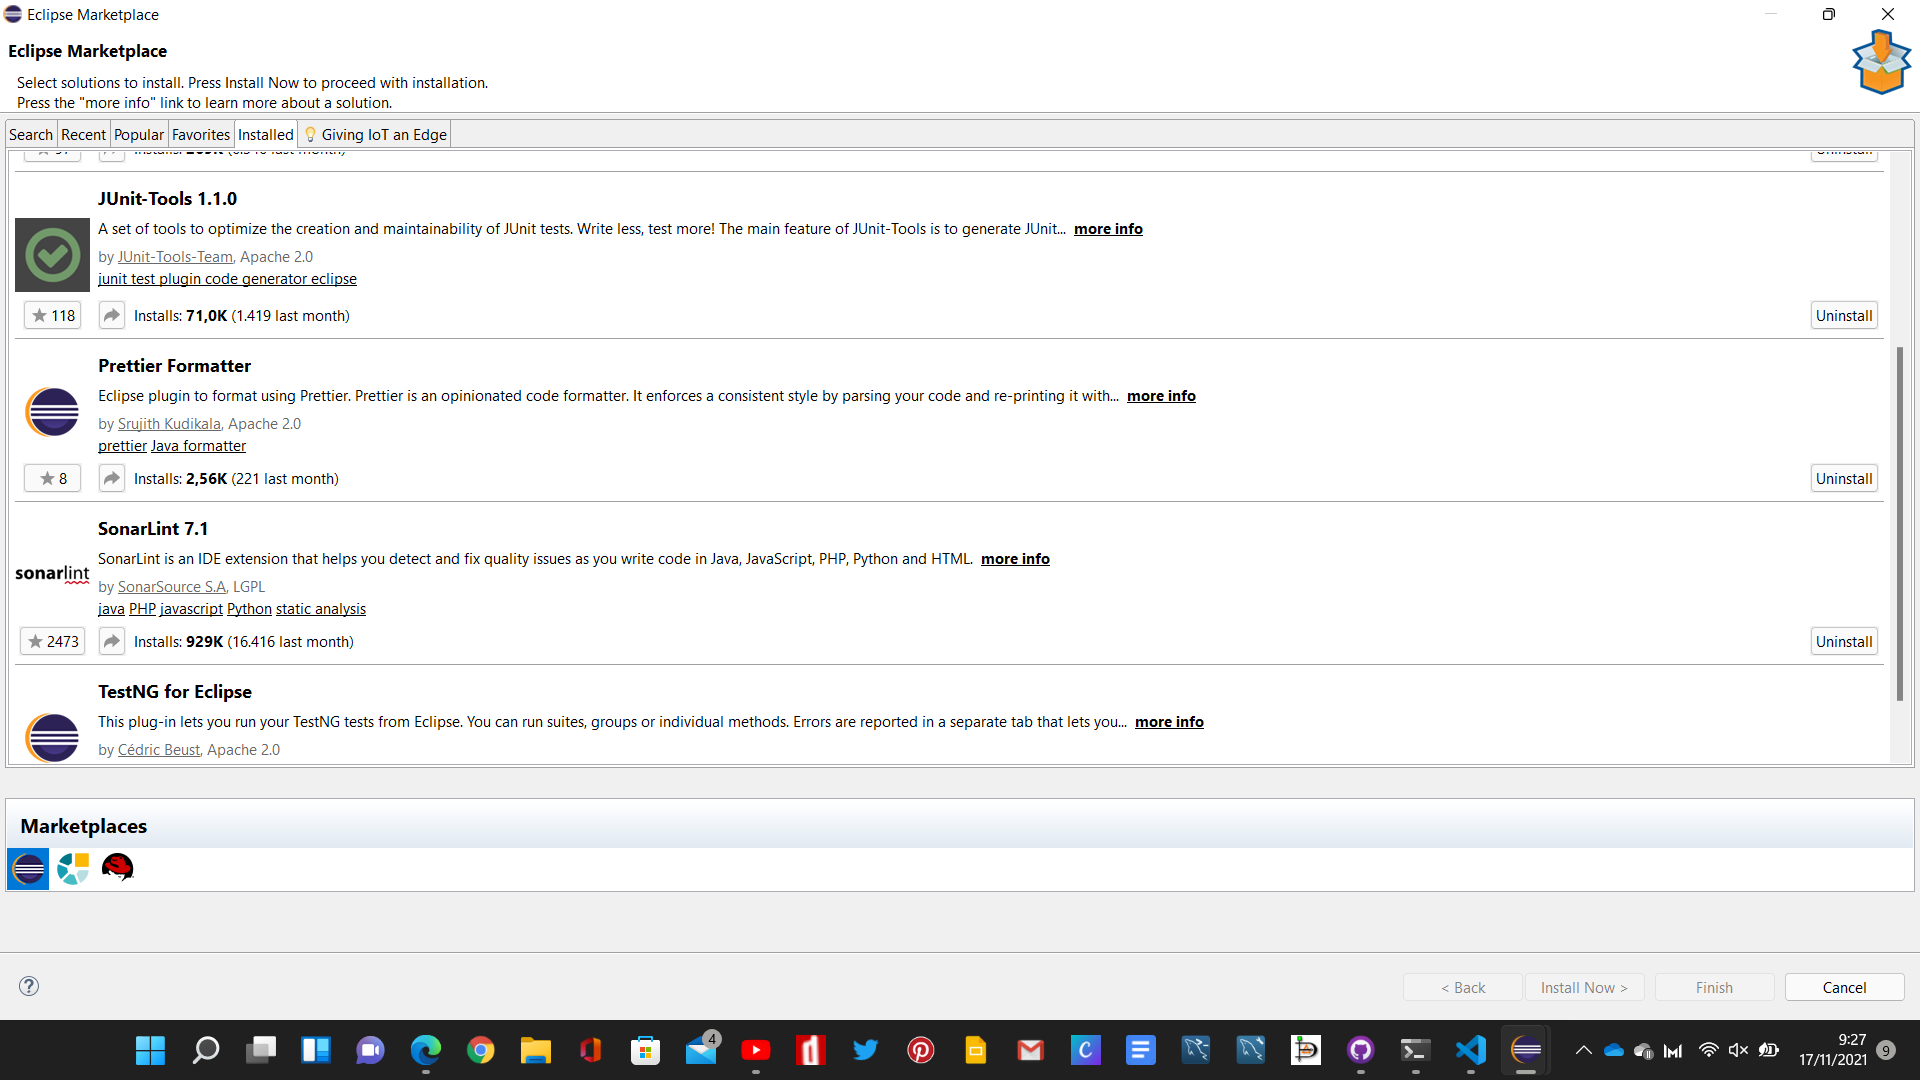 Eclipse Marketplace
Eclipse Marketplace
Select solutions to install. Press Install Now to proceed with installation.
Press the "more info" link to learn more about a solution.
Search Recent Popular Favorites Installed Giving IoT an Edge
JUnit-Tools 1.1.0
A set of tools to optimize the creation and maintainability of JUnit tests. Write less, test more! The main feature of JUnit-Tools is to generate JUnit... more info
by JUnit-Tools-Team, Apache 2.0
junit test plugin code generator eclipse
118 Installs: 71,0K (1.419 last month) Uninstall
Prettier Formatter
Eclipse plugin to format using Prettier. Prettier is an opinionated code formatter. It enforces a consistent style by parsing your code and re-printing it with... more info
by Srujith Kudikala, Apache 2.0
prettier Java formatter
8 Installs: 2,56K (221 last month) Uninstall
SonarLint 7.1
SonarLint is an IDE extension that helps you detect and fix quality issues as you write code in Java, JavaScript, PHP, Python and HTML. more info
sonarlint
by SonarSource S.A, LGPL
java PHP javascript Python static analysis
2473 Installs: 929K (16.416 last month) Uninstall
TestNG for Eclipse
This plug-in lets you run your TestNG tests from Eclipse. You can run suites, groups or individual methods. Errors are reported in a separate tab that lets you... more info
by Cédric Beust, Apache 2.0
Marketplaces
< Back Install Now > Finish Cancel
4
9:27
17/11/2021 9